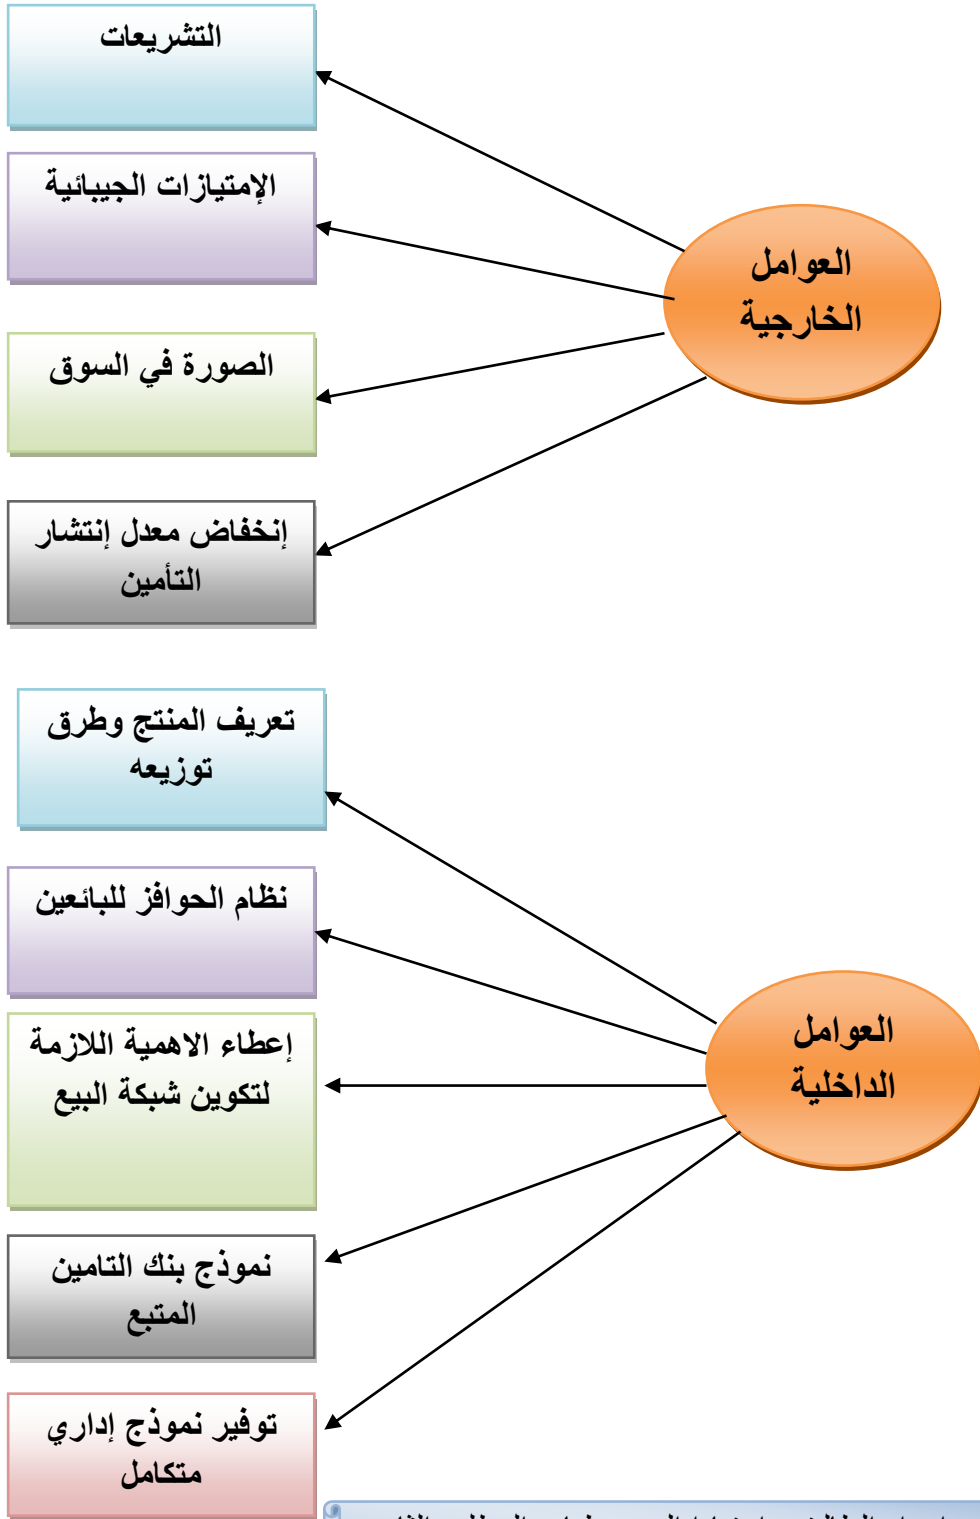 التشريعات
الإمتيازات الجيبائية
العوامل
الخارجية
الصورة في السوق
إنخفاض معدل إنتشار
التأمين
تعريف المنتج وطرق
توزيعه
نظام الحوافز للبائعين
العوامل
الداخلية
إعطاء الاهمية اللازمة
لتكوين شبكة البيع
نموذج بنك التامين
المتبع
توفير نموذج إداري
متكامل